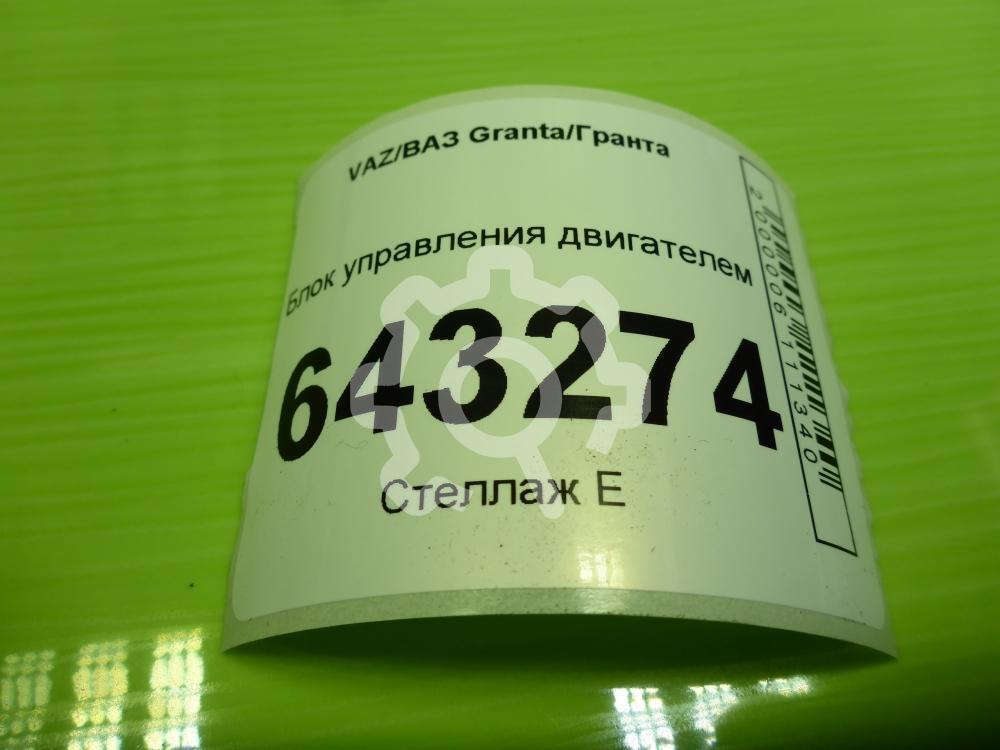 VAZ/ВАЗ Granta/Гранта
Блок управления двигателем
643274
Стеллаж Е
2000006111340